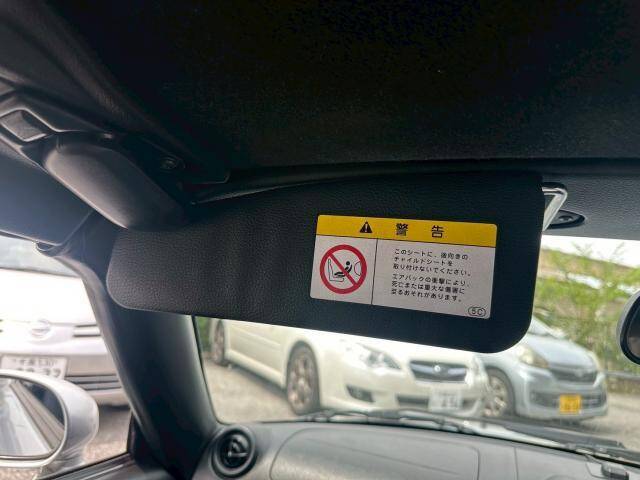 警告
このシートに、後向きの
チャイルドシートを
取り付けないでください。
エアバックの衝撃により、
死亡または重大な傷害に
至るおそれがあります。
5C